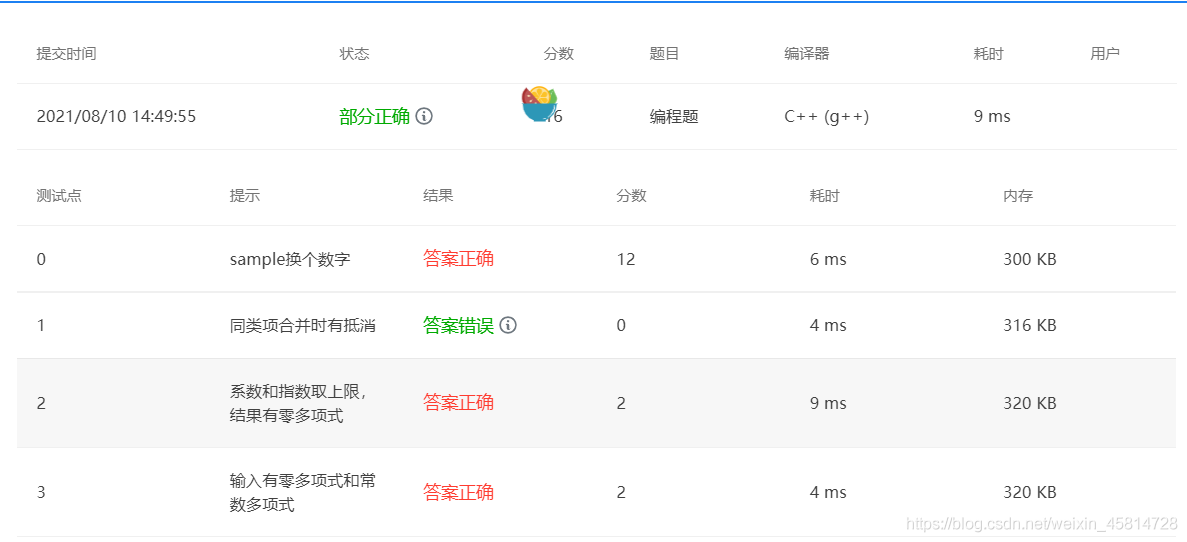 提交时间 状态 分数 题目 编译器 耗时 用户
2021/08/10 14:49:55 部分正确 16 编程题 C++ (g++) 9 ms
测试点 提示 结果 分数 耗时 内存
0 sample换个数字 答案正确 12 6 ms 300 KB
1 同类项合并时有抵消 答案错误 0 4 ms 316 KB
2 系数和指数取上限, 答案正确 2 9 ms 320 KB
结果有零多项式
3 输入有零多项式和常 答案正确 2 4 ms 320 KB
数多项式
https://blog.csdn.net/weixin_45814728